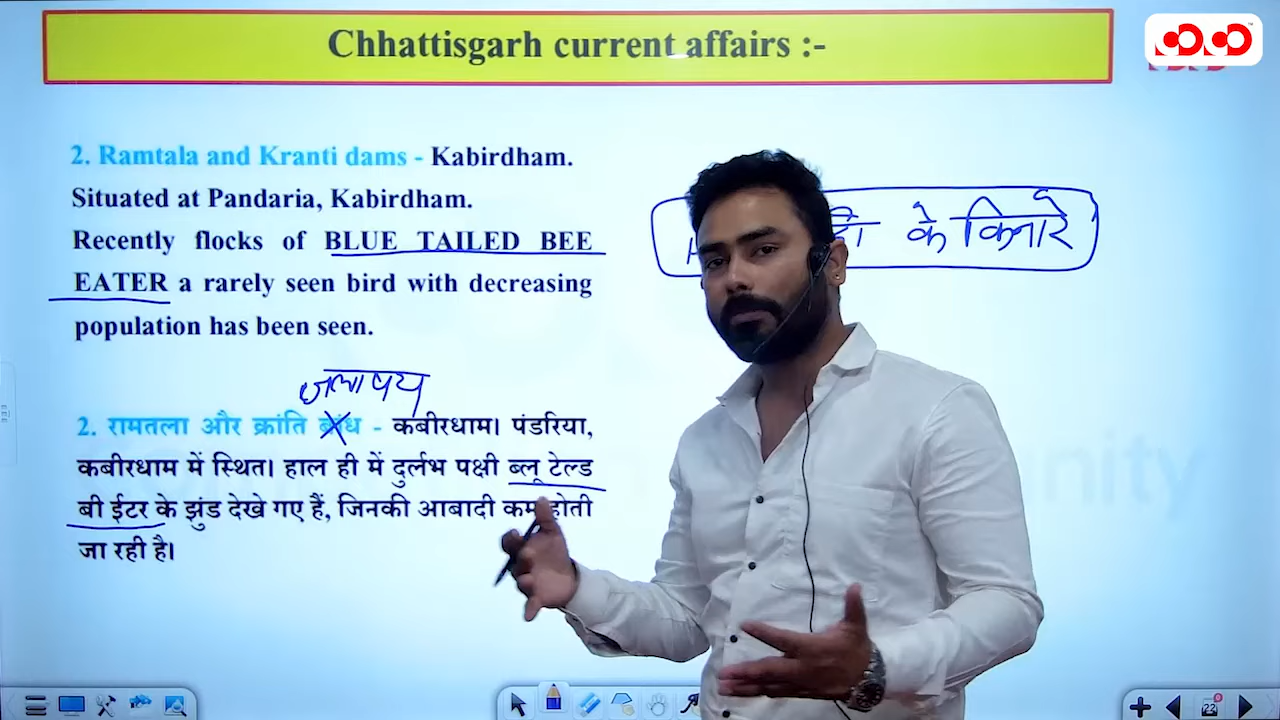 Chhattisgarh current affairs :-
2. Ramtala and Kranti dams - Kabirdham.
Situated at Pandaria, Kabirdham.
Recently flocks of BLUE TAILED BEE
EATER a rarely seen bird with decreasing
population has been seen.
के किनारे
जलाषय
2. रामतला और क्रांति बांध - कबीरधाम। पंडरिया,
कबीरधाम में स्थित। हाल ही में दुर्लभ पक्षी ब्लू टेल्ड
बी ईटर के झुंड देखे गए हैं, जिनकी आबादी कम होती
जा रही है।
22